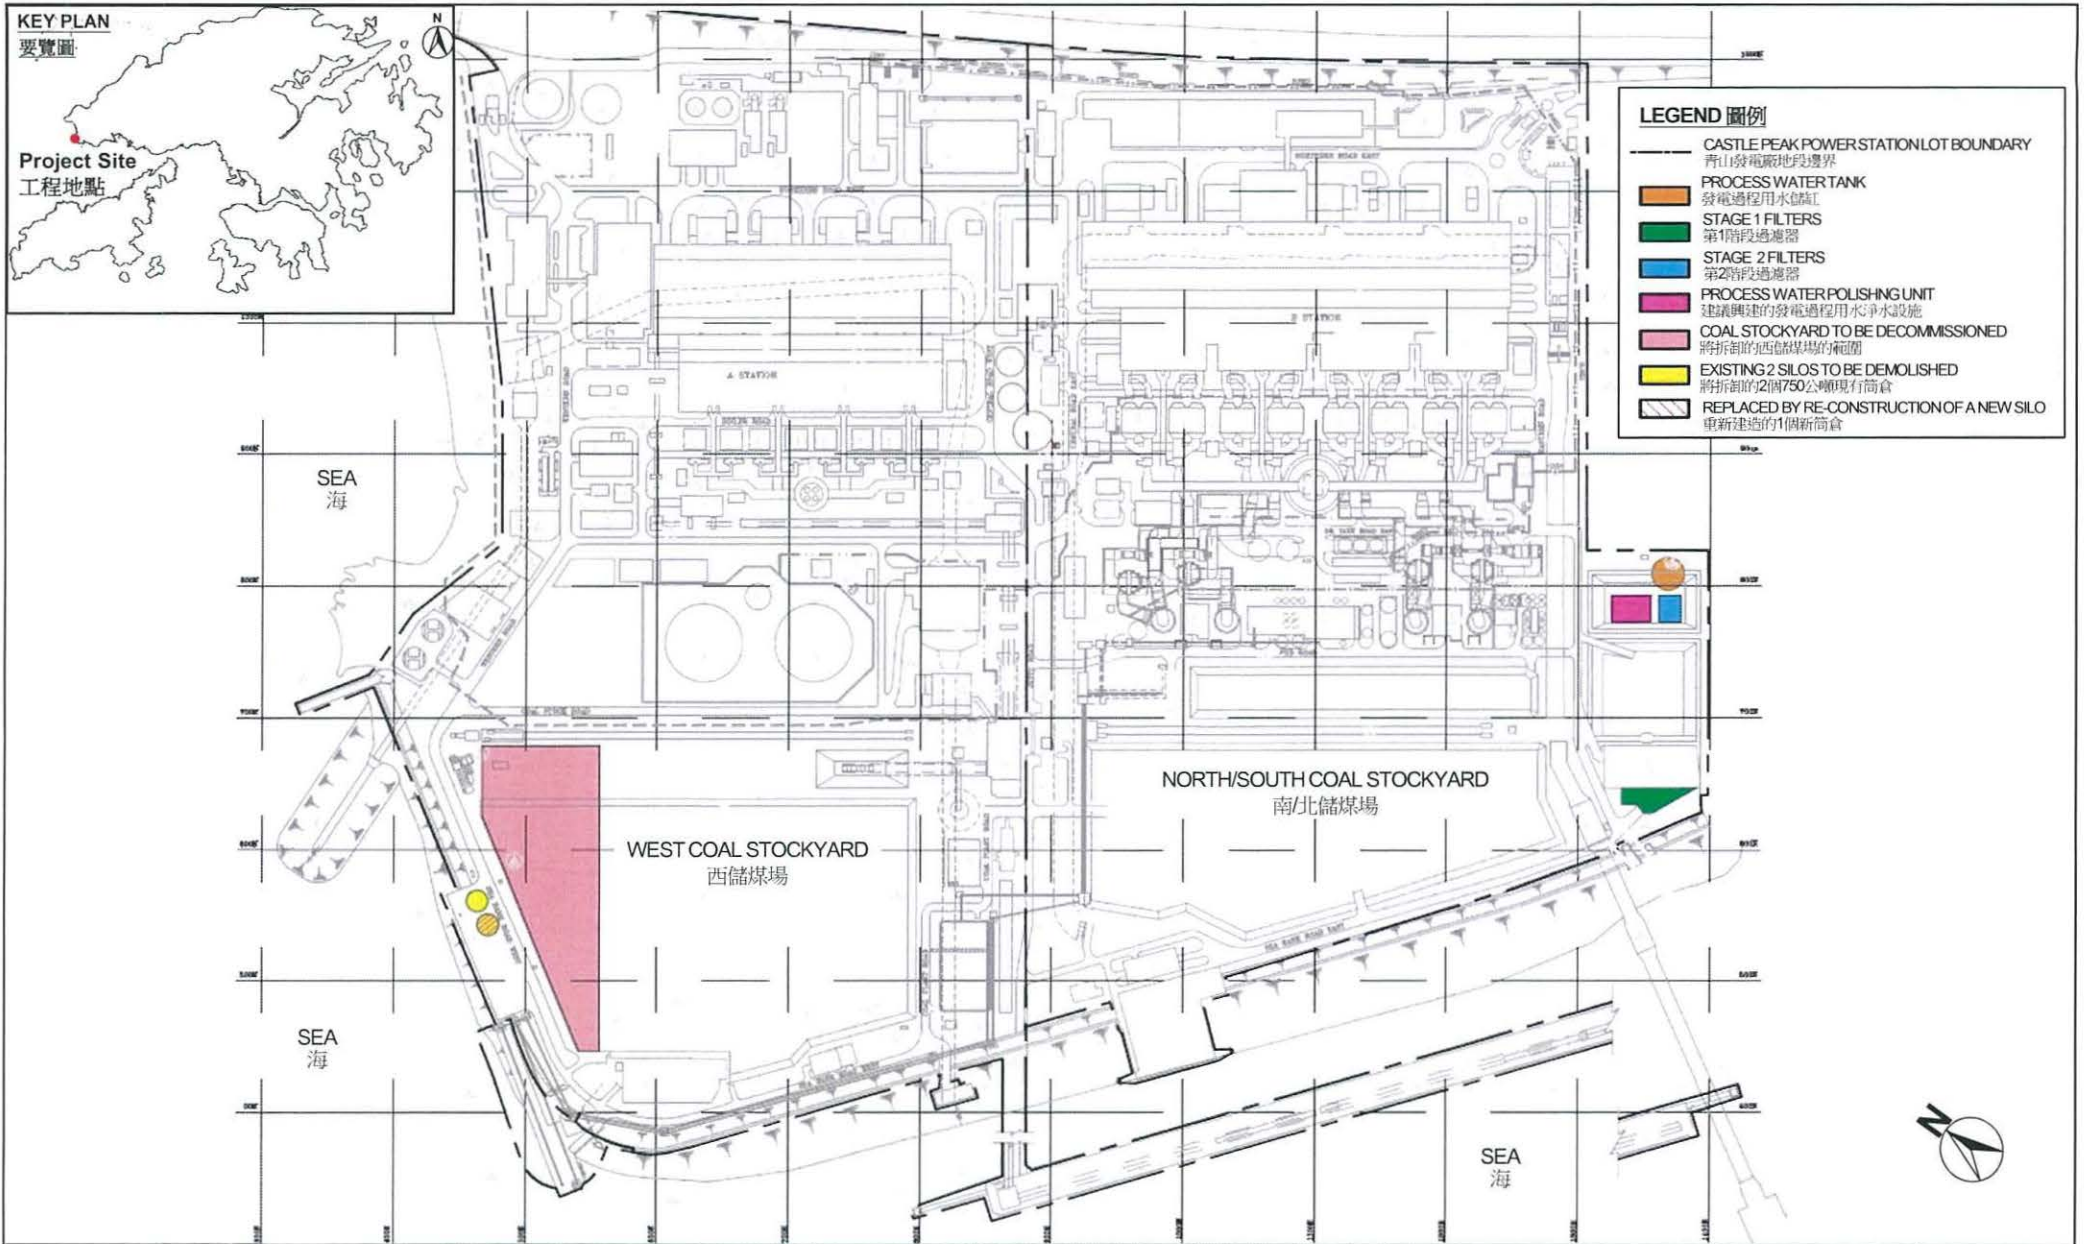 KEY PLAN
要覽圖
N
Project Site
工程地點
LEGEND 圖例
CASTLE PEAK POWER STATION LOT BOUNDARY
青山發電廠地段邊界
PROCESS WATER TANK
發電過程用水儲缸
STAGE 1 FILTERS
第1階段過濾器
STAGE 2 FILTERS
第2階段過濾器
PROCESS WATER POLISHNG UNIT
建議興建的發電過程用水淨水設施
COAL STOCKYARD TO BE DECOMMISSIONED
將拆卸的西儲煤場的範圍
EXISTING 2 SILOS TO BE DEMOLISHED
將拆卸的2個750公噸現有筒倉
REPLACED BY RE-CONSTRUCTION OF A NEW SILO
重新建造的1個新筒倉
B STATION
A STATION
SEA
海
NORTH/SOUTH COAL STOCKYARD
南/北儲煤場
WEST COAL STOCKYARD
西儲煤場
SEA BANK ROAD EAST
SEA
海
SEA
海
N